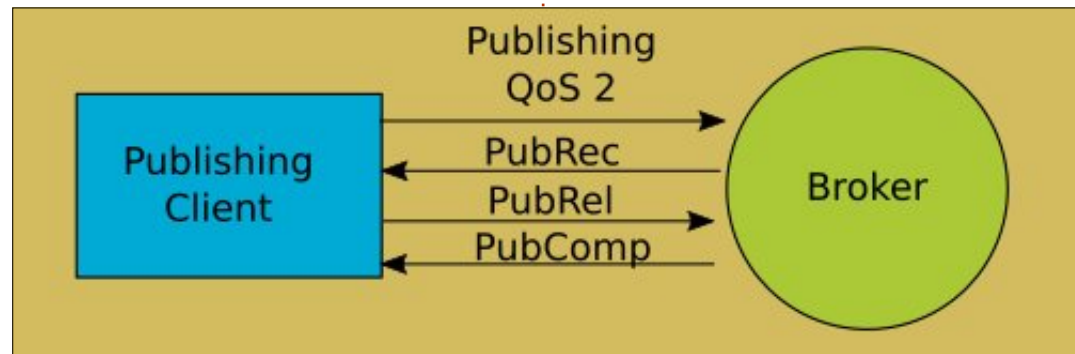 Publishing
QoS 2
PubRec
PubRel
PubComp
Publishing
Client
Broker